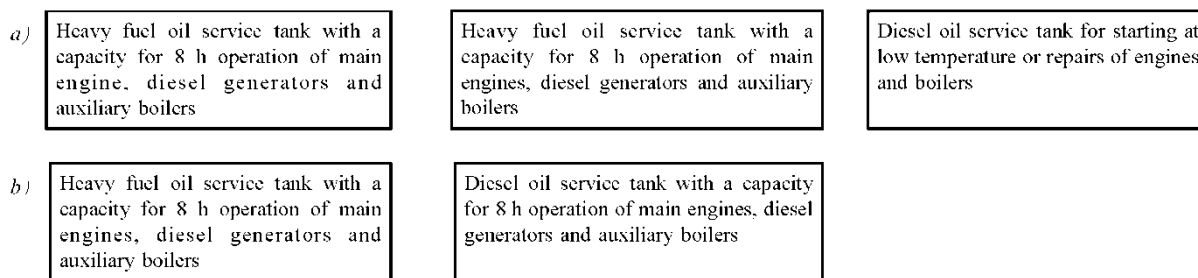 a)
Heavy fuel oil service tank with a
capacity for 8 h operation of main
engine, diesel generators and
auxiliary boilers
Heavy fuel oil service tank with a
capacity for 8 h operation of main
engines, diesel generators and auxiliary
boilers
Diesel oil service tank for starting at
low temperature or repairs of engines
and boilers
b)
Heavy fuel oil service tank with a
capacity for 8 h operation of main
engines, diesel generators and
auxiliary boilers
Diesel oil service tank with a capacity
for 8 h operation of main engines, diesel
generators and auxiliary boilers